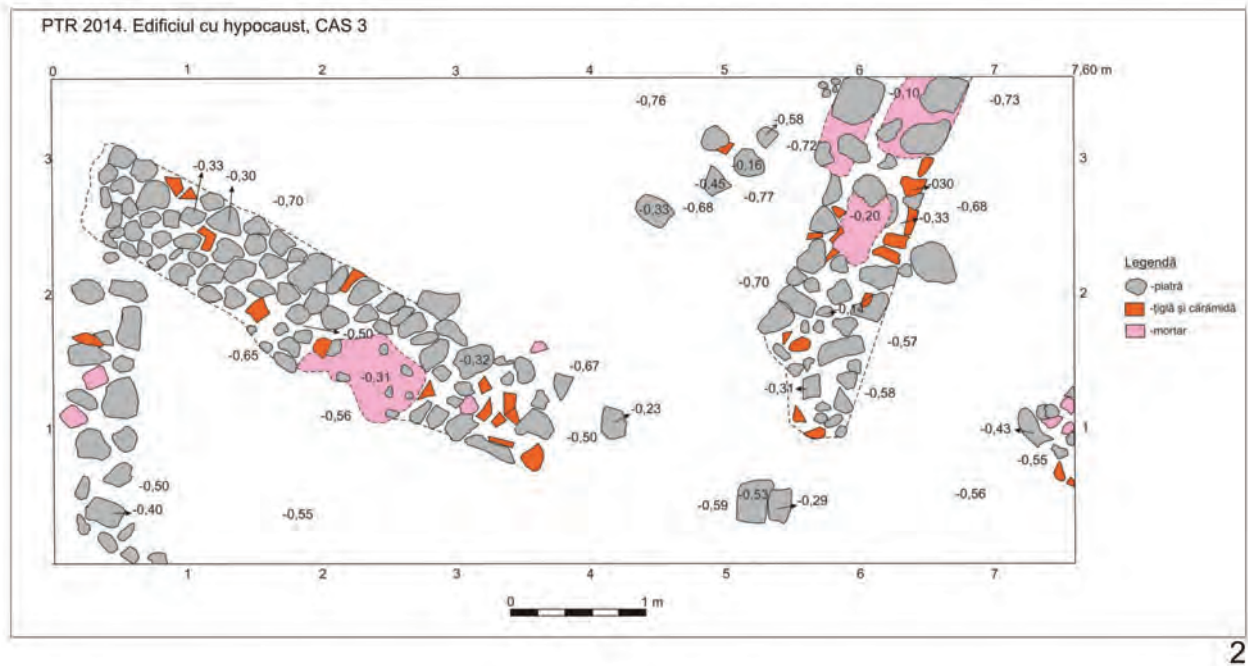 PTR 2014. Edificiul cu hypocaust, CAS 3
0 1 2 3 4 5 6 7 7,60 m
-0,76 -0,10 -0,73
-0,58
-0,72
3 -0,33 -0,16 3
-0,30 -0,45 -030
-0,70 -0,77
-0,33 -0,68 -0,20 -0,33 -0,68
Legendă
-piatră
-ţiglă şi cărămidă
-mortar
2 -0,70 2
-0,14
-0,50 -0,57
-0,65 -0,32 -0,67
-0,31 -0,31 -0,58
-0,56 -0,23
1 -0,50 -0,43 1
-0,55
-0,50 -0,59 -0,53 -0,29 -0,56
-0,40 -0,55
1 2 3 4 5 6 7.
0 1 m
2